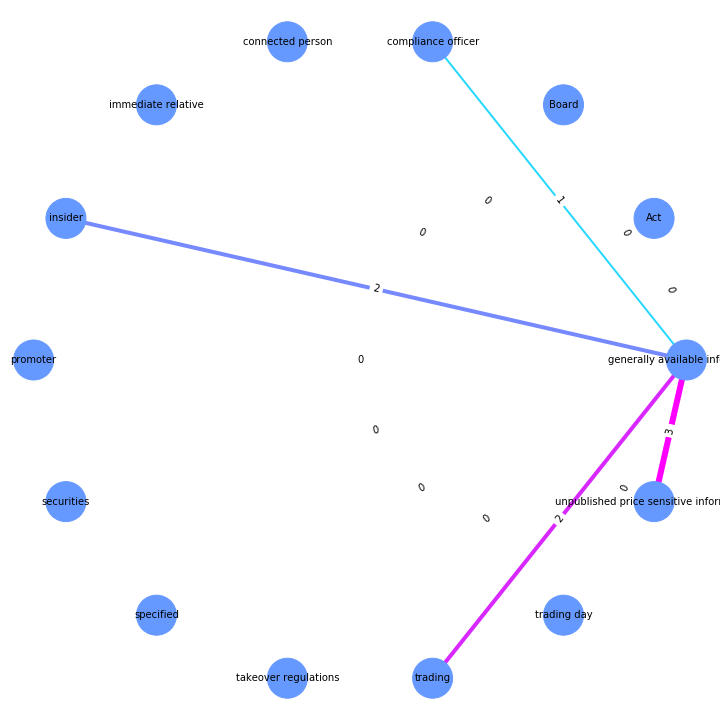 connected person
compliance officer
immediate relative
Board
0
1
insider
Act
0
0
2
0
promoter
0
generally available inf
0
3
0
0
securities
unpublished price sensitive inforr
0
2
specified
trading day
takeover regulations
trading